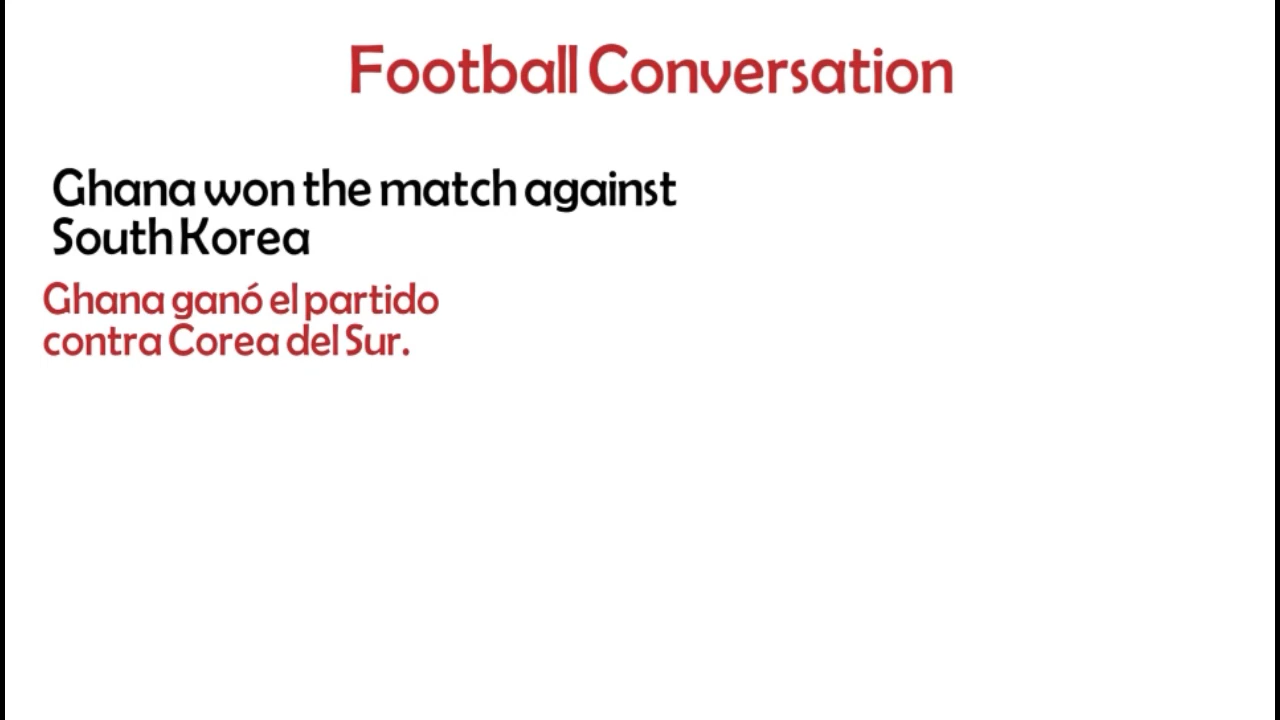 Football Conversation
Ghana won the match against
South Korea
Ghana ganó el partido
contra Corea del Sur.